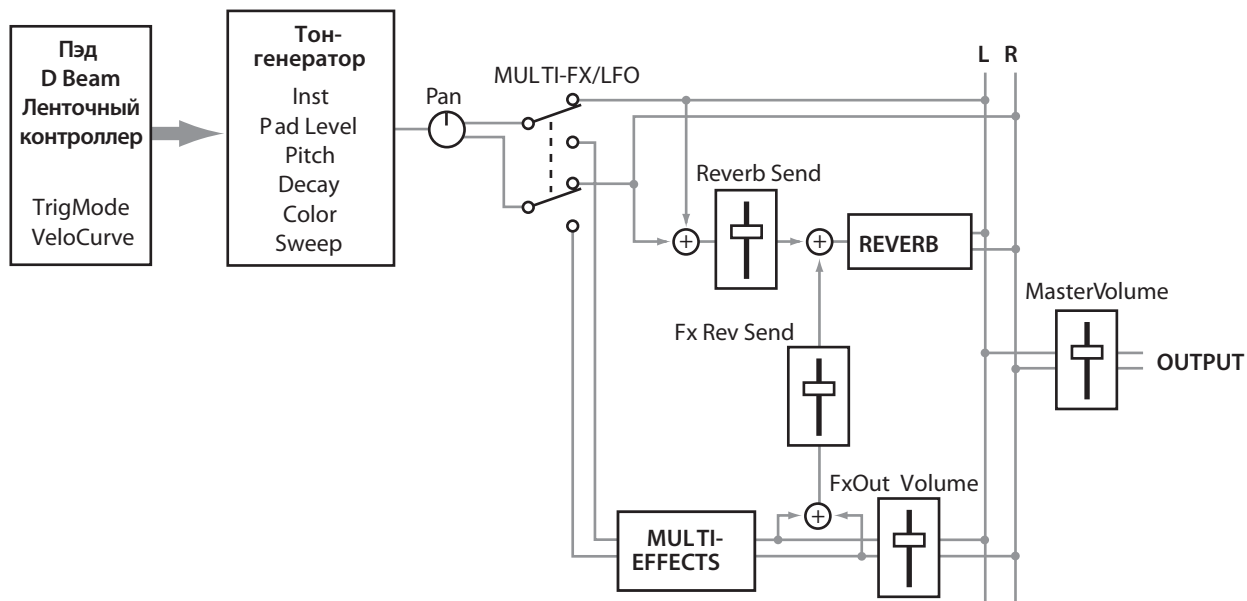 Пэд
D Beam
Ленточный
контроллер
TrigMode
VeloCurve
Тон-
генератор
Inst
Pad Level
Pitch
Decay
Color
Sweep
Pan
MULTI-FX/LFO
L R
Reverb Send
REVERB
MasterVolume
Fx Rev Send
OUTPUT
FxOut Volume
MULTI-
EFFECTS